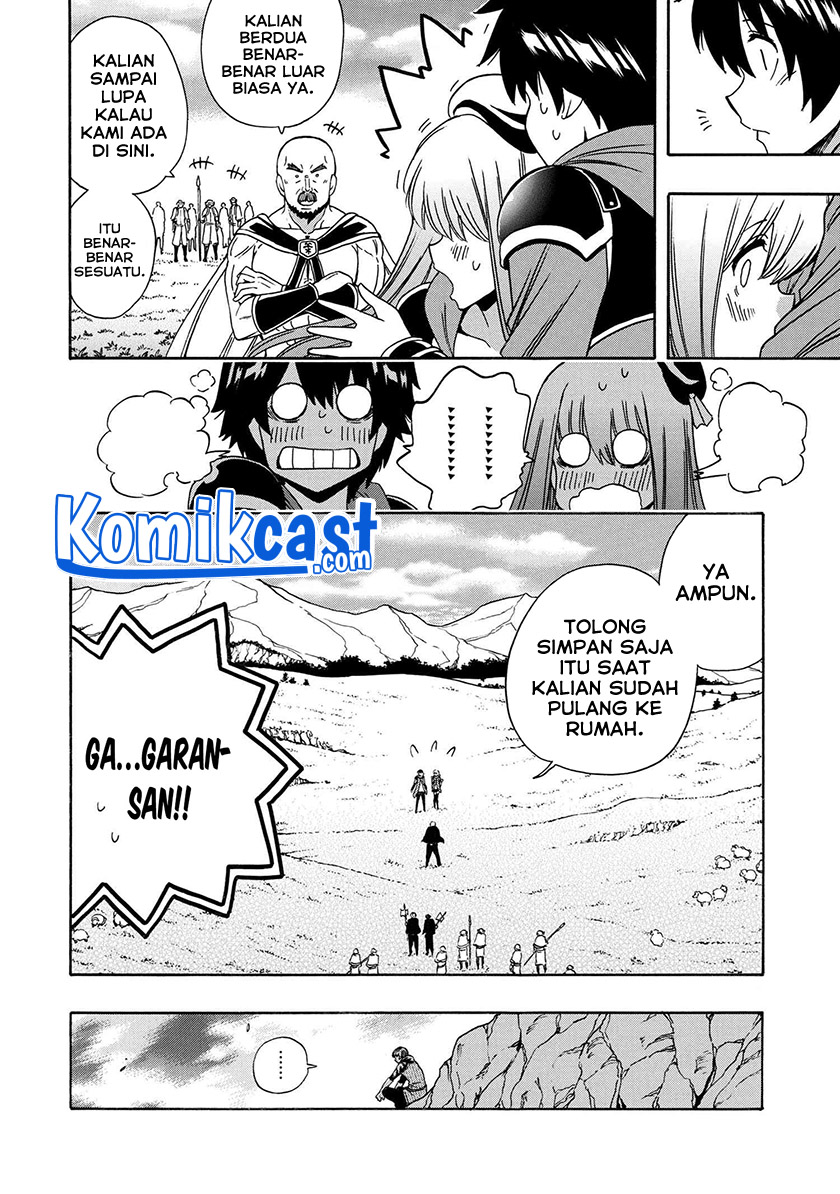 KALIAN
BERDUA
BENAR-
BENAR LUAR
BIASA YA.
KALIAN
SAMPAI
LUPA
KALAU
KAMI ADA
DI SINI.
ITU
BENAR-
BENAR
SESUATU.
Komikcast
.com
YA
AMPUN.
TOLONG
SIMPAN SAJA
ITU SAAT
KALIAN SUDAH
PULANG KE
RUMAH.
GA...GARAN-
SAN!!
......